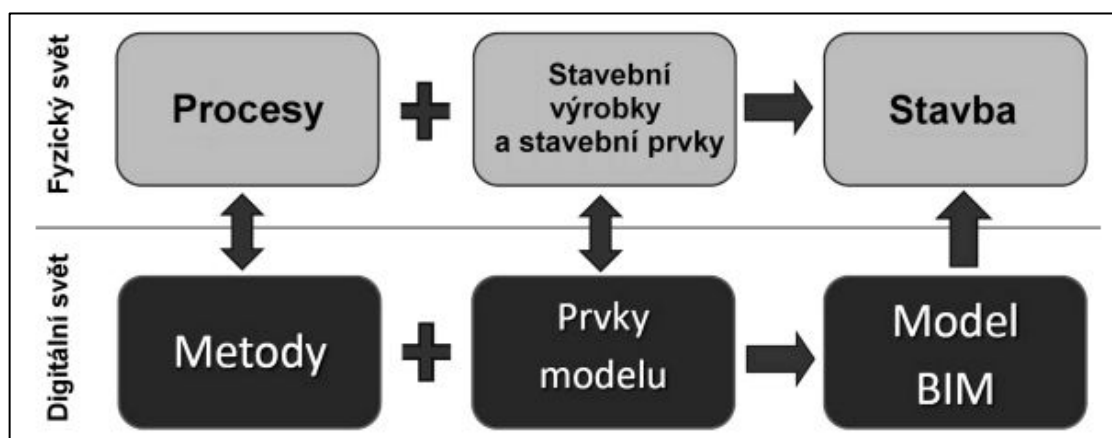 Fyzický svět
Procesy
Stavební
výrobky
a stavební prvky
Stavba
Digitální svět
Metody
Prvky
modelu
Model
BIM